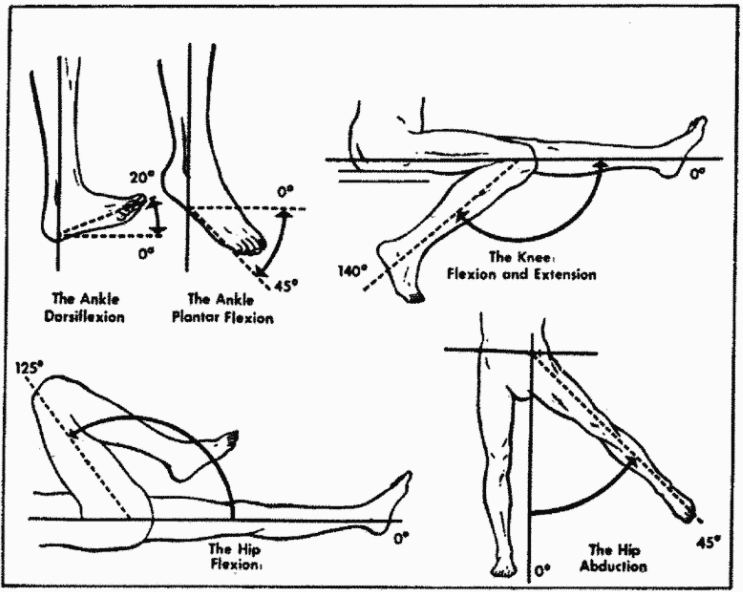 20°
0°
The Ankle
Dorsiflexion
0°
45°
The Ankle
Plantar Flexion
0°
140°
The Knee:
Flexion and Extension
125°
0°
The Hip
Flexion:
0°
45°
The Hip
Abduction